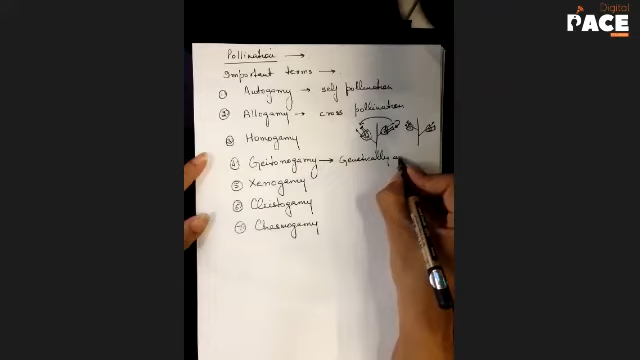 Digital
PACE
Pollination →
Important terms →
① Autogamy → self pollination
② Allogamy → cross pollination
③ Homogamy
④ Geitonogamy → Genetically a
⑤ Xenogamy
⑥ Cleistogamy
⑦ Chasmogamy